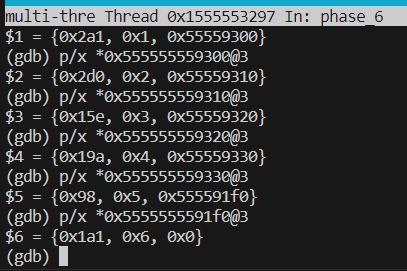 multi-thre Thread 0x1555553297 In: phase_6
$1 = {0x2a1, 0x1, 0x55559300}
(gdb) p/x *0x555555559300@3
$2 = {0x2d0, 0x2, 0x55559310}
(gdb) p/x *0x555555559310@3
$3 = {0x15e, 0x3, 0x55559320}
(gdb) p/x *0x555555559320@3
$4 = {0x19a, 0x4, 0x55559330}
(gdb) p/x *0x555555559330@3
$5 = {0x98, 0x5, 0x555591f0}
(gdb) p/x *0x5555555591f0@3
$6 = {0x1a1, 0x6, 0x0}
(gdb)